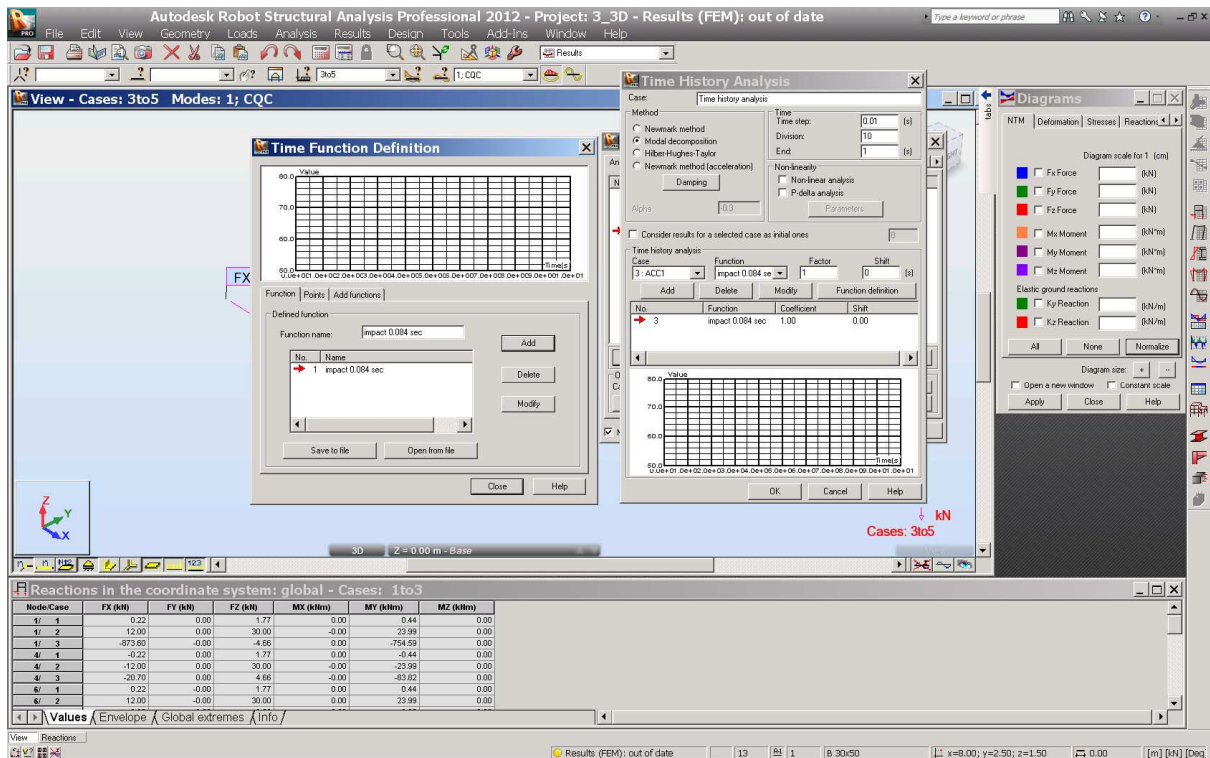 Autodesk Robot Structural Analysis Professional 2012 - Project: 3_3D - Results (FEM): out of date
Type a keyword or phrase
PRO
File Edit View Geometry Loads Analysis Results Design Tools Add-Ins Window Help
Results
3to5
1; CQC
View - Cases: 3to5 Modes: 1; CQC
FX
Time Function Definition
Value
80.0
70.0
60.0
Time(s)
Function Points Add functions
Defined function
Function name: impact 0.084 sec
Add
No. Name
1 impact 0.084 sec
Delete
Modify
Save to file Open from file
Close Help
Time History Analysis
Case: Time history analysis
Method
Newmark method
Modal decomposition
Hilber-Hughes-Taylor
Newmark method (acceleration)
Damping
Alpha -0.3
Time
Time step: 0.01 (s)
Division: 10
End: 1 (s)
Non-linearity
Non-linear analysis
P-delta analysis
Parameters
Consider results for a selected case as initial ones 0
Time history analysis
Case Function Factor Shift
3 : ACC1 impact 0.084 se 1 0 (s)
Add Delete Modify Function definition
No. Function Coefficient Shift
3 impact 0.084 sec 1.00 0.00
Value
80.0
70.0
60.0
50.0
Time(s)
OK Cancel Help
kN
Cases: 3to5
Z
Y
X
3D Z = 0.00 m - Base
tabs
Diagrams
NTM Deformation Stresses Reactions
Diagram scale for 1 (cm)
Fx Force (kN)
Fy Force (kN)
Fz Force (kN)
Mx Moment (kN*m)
My Moment (kN*m)
Mz Moment (kN*m)
Elastic ground reactions
Ky Reaction (kN/m)
Kz Reaction (kN/m)
All None Normalize
Diagram size: + --
Open a new window Constant scale
Apply Close Help
Reactions in the coordinate system: global - Cases: 1to3
Node/Case FX (kN) FY (kN) FZ (kN) MX (kNm) MY (kNm) MZ (kNm)
1/ 1 0.22 0.00 1.77 0.00 0.44 0.00
1/ 2 12.00 0.00 30.00 -0.00 23.99 0.00
1/ 3 -873.60 -0.00 -4.66 0.00 -754.59 0.00
4/ 1 -0.22 0.00 1.77 0.00 -0.44 0.00
4/ 2 -12.00 0.00 30.00 -0.00 -23.99 0.00
4/ 3 -20.70 0.00 4.66 0.00 -83.82 0.00
6/ 1 0.22 -0.00 1.77 0.00 0.44 0.00
6/ 2 12.00 -0.00 30.00 0.00 23.99 0.00
Values Envelope Global extremes Info
View Reactions
Results (FEM): out of date 13 1 B 30x50 x=8.00; y=2.50; z=1.50 0.00 [m] [kN] [Deg